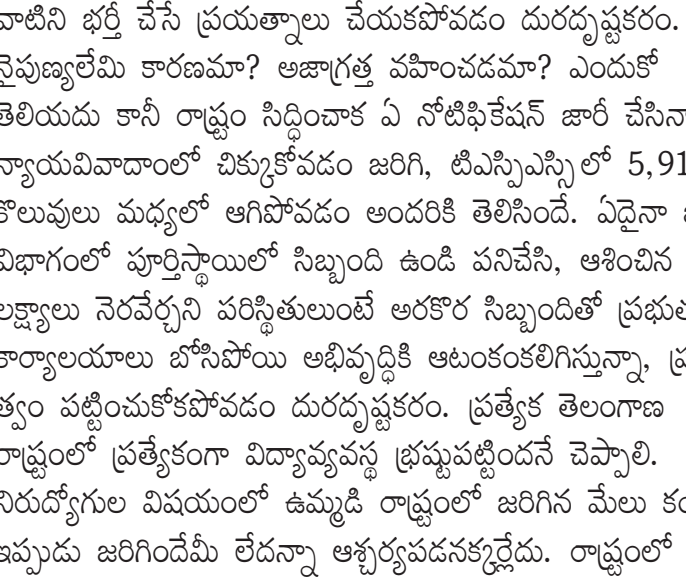 వాటిని భర్తీ చేసే ప్రయత్నాలు చేయకపోవడం దురదృష్టకరం.
నైపుణ్యలేమి కారణమా? అజాగ్రత్త వహించడమా? ఎందుకో
తెలియదు కానీ రాష్ట్రం సిద్ధించాక ఏ నోటిఫికేషన్ జారీ చేసినా
న్యాయవివాదాంలో చిక్కుకోవడం జరిగి, టిఎస్పిఎస్సిలో 5,91
కొలువులు మధ్యలో ఆగిపోవడం అందరికి తెలిసిందే. ఏదైనా
విభాగంలో పూర్తిస్థాయిలో సిబ్బంది ఉండి పనిచేసి, ఆశించిన
లక్ష్యాలు నెరవేర్చని పరిస్థితులుంటే అరకొర సిబ్బందితో
కార్యాలయాలు బోసిపోయి అభివృద్ధికి ఆటంకంకలిగిస్తున్నా,
త్వం పట్టించుకోకపోవడం దురదృష్టకరం. ప్రత్యేక తెలంగాణ
రాష్ట్రంలో ప్రత్యేకంగా విద్యావ్యవస్థ భ్రష్టుపట్టిందనే చెప్పాలి.
నిరుద్యోగుల విషయంలో ఉమ్మడి రాష్ట్రంలో జరిగిన మేలు
ఇప్పుడు జరిగిందేమీ లేదన్నా ఆశ్చర్యపడనక్కర్లేదు. రాష్ట్రంలో